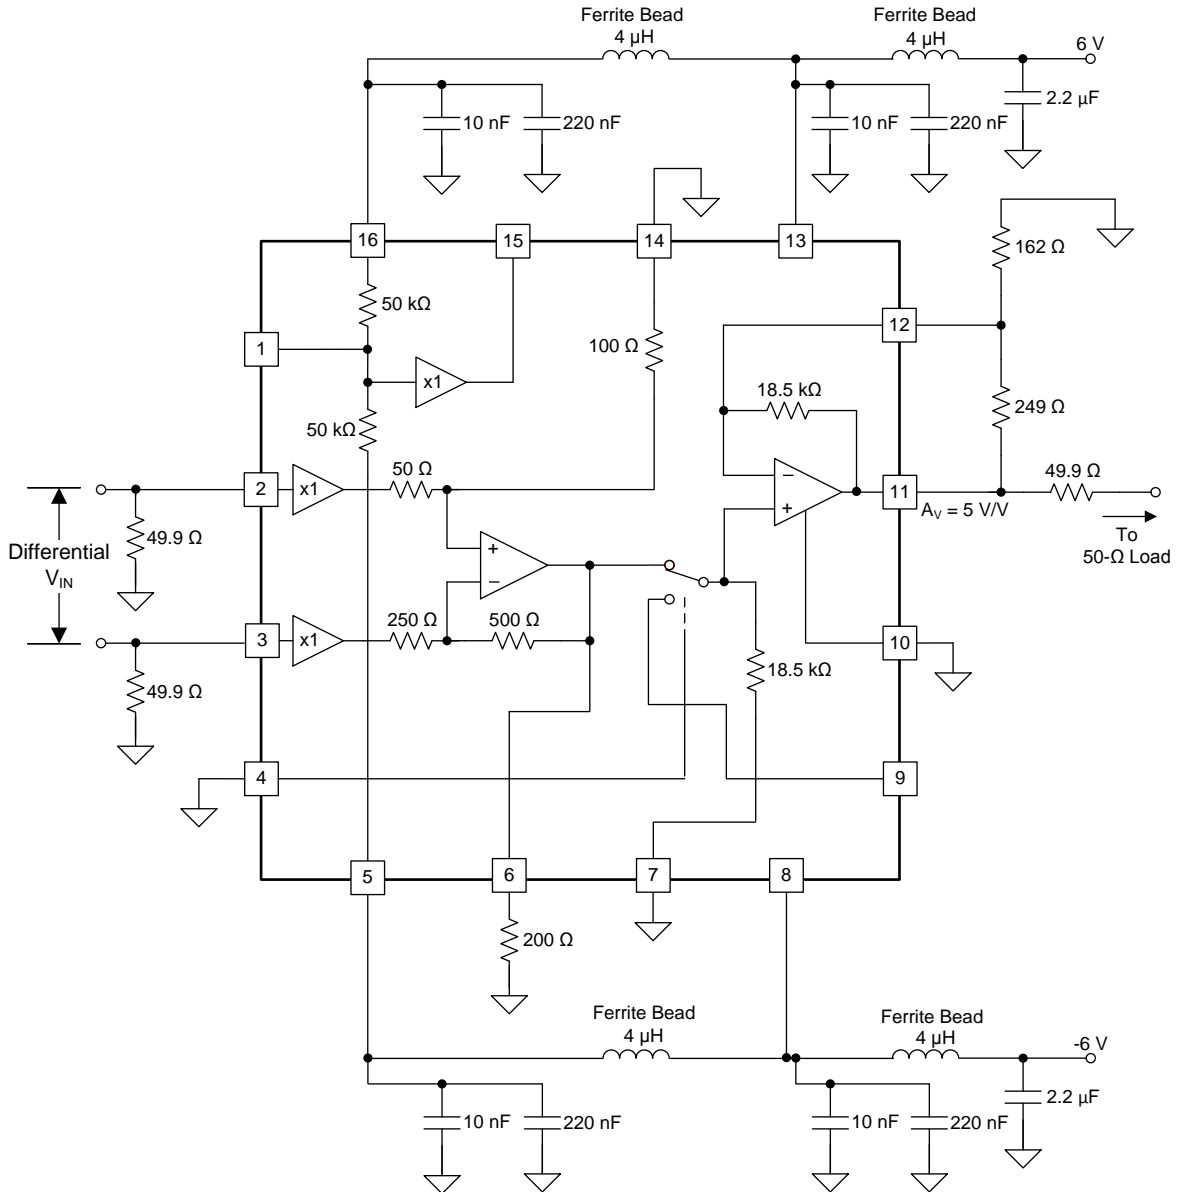 Ferrite Bead
4 µH
Ferrite Bead
4 µH
6 V
10 nF
220 nF
10 nF
220 nF
2.2 µF
16
15
14
13
162 Ω
50 kΩ
1
x1
100 Ω
12
18.5 kΩ
249 Ω
50 kΩ
2
x1
50 Ω
−
+
11
49.9 Ω
A_V = 5 V/V
To
50-Ω Load
Differential
V_IN
49.9 Ω
+
−
3
x1
250 Ω
500 Ω
10
18.5 kΩ
49.9 Ω
4
9
5
6
7
8
200 Ω
Ferrite Bead
4 µH
Ferrite Bead
4 µH
-6 V
10 nF
220 nF
10 nF
220 nF
2.2 µF